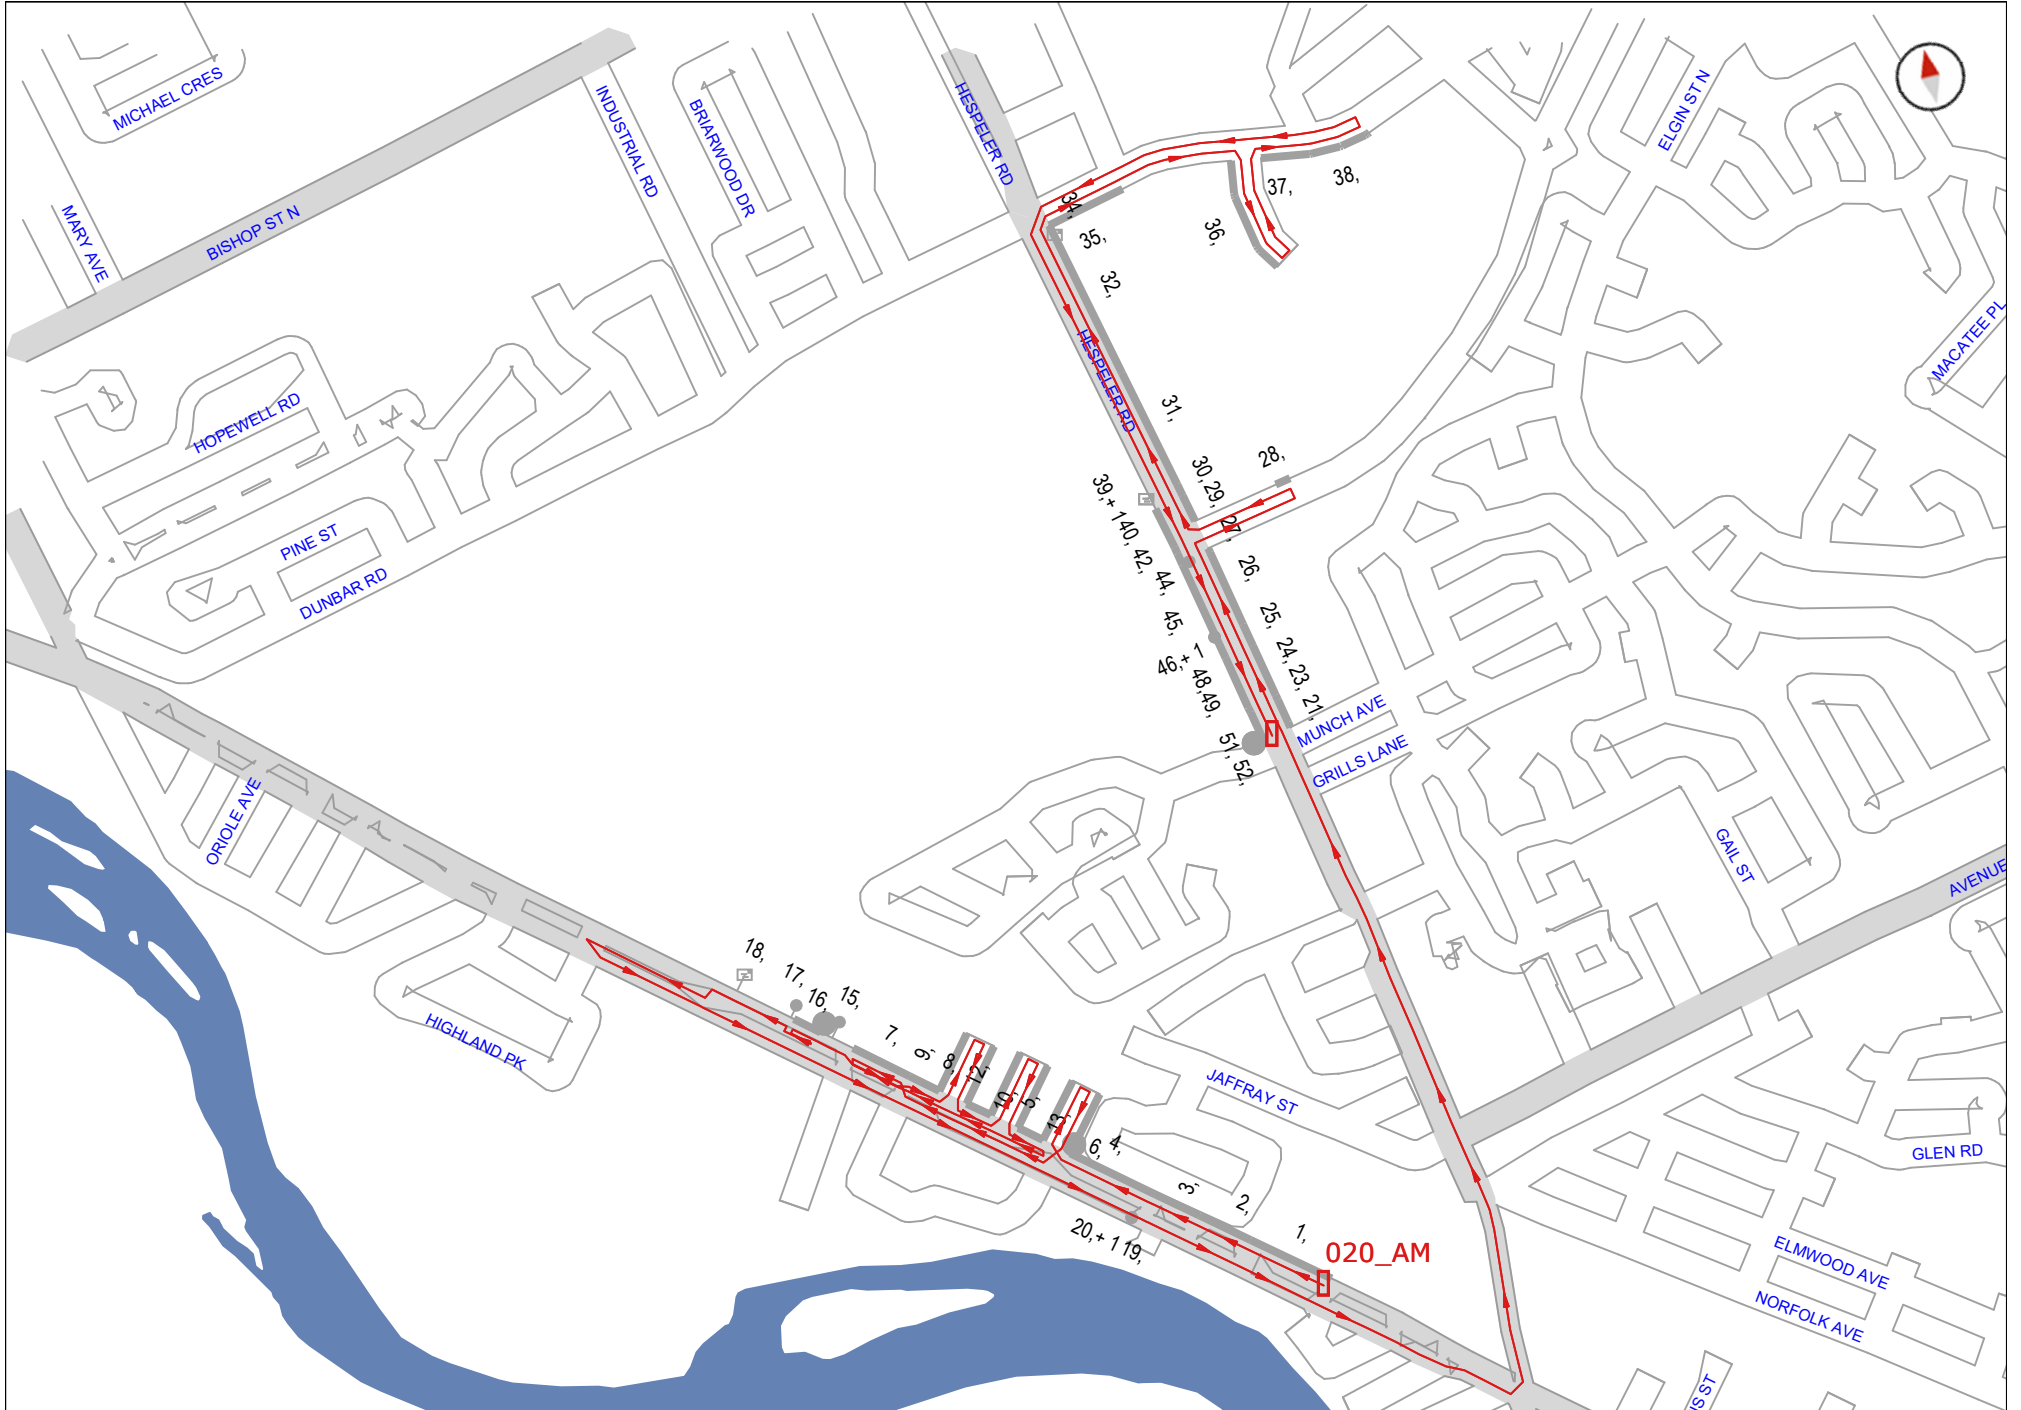 MICHAEL CRES
INDUSTRIAL RD
BRIARWOOD DR
HESPELER RD
ELGIN ST N
MARY AVE
BISHOP ST N
37,
38,
34,
35,
36,
32,
MACATEE PL
HESPELER RD
HOPEWELL RD
31,
28,
30,
29,
27,
39,+ 1
40,
42,
44,
26,
PINE ST
DUNBAR RD
25,
45,
46,+ 1
24,
23,
21,
48,
49,
51,
52,
MUNCH AVE
GRILLS LANE
ORIOLE AVE
GAIL ST
AVENUE
18,
17,
16,
15,
HIGHLAND PK
7,
9,
8,
12,
10,
5,
13,
6,
4,
JAFFRAY ST
GLEN RD
3,
2,
1,
20,+ 1
19,
020_AM
ELMWOOD AVE
NORFOLK AVE
IS ST